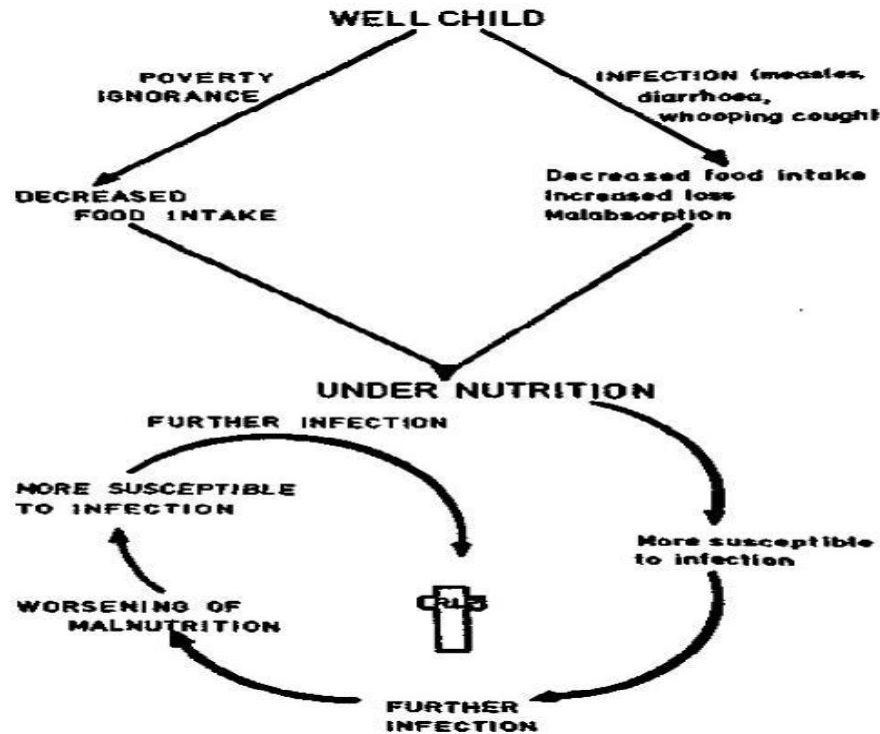 WELL CHILD
POVERTY
IGNORANCE
INFECTION (measles,
diarrhoea,
whooping cough)
DECREASED
FOOD INTAKE
Decreased food intake
Increased loss
Malabsorption
UNDER NUTRITION
FURTHER INFECTION
MORE SUSCEPTIBLE
TO INFECTION
More susceptible
to infection
WORSENING OF
MALNUTRITION
FURTHER
INFECTION